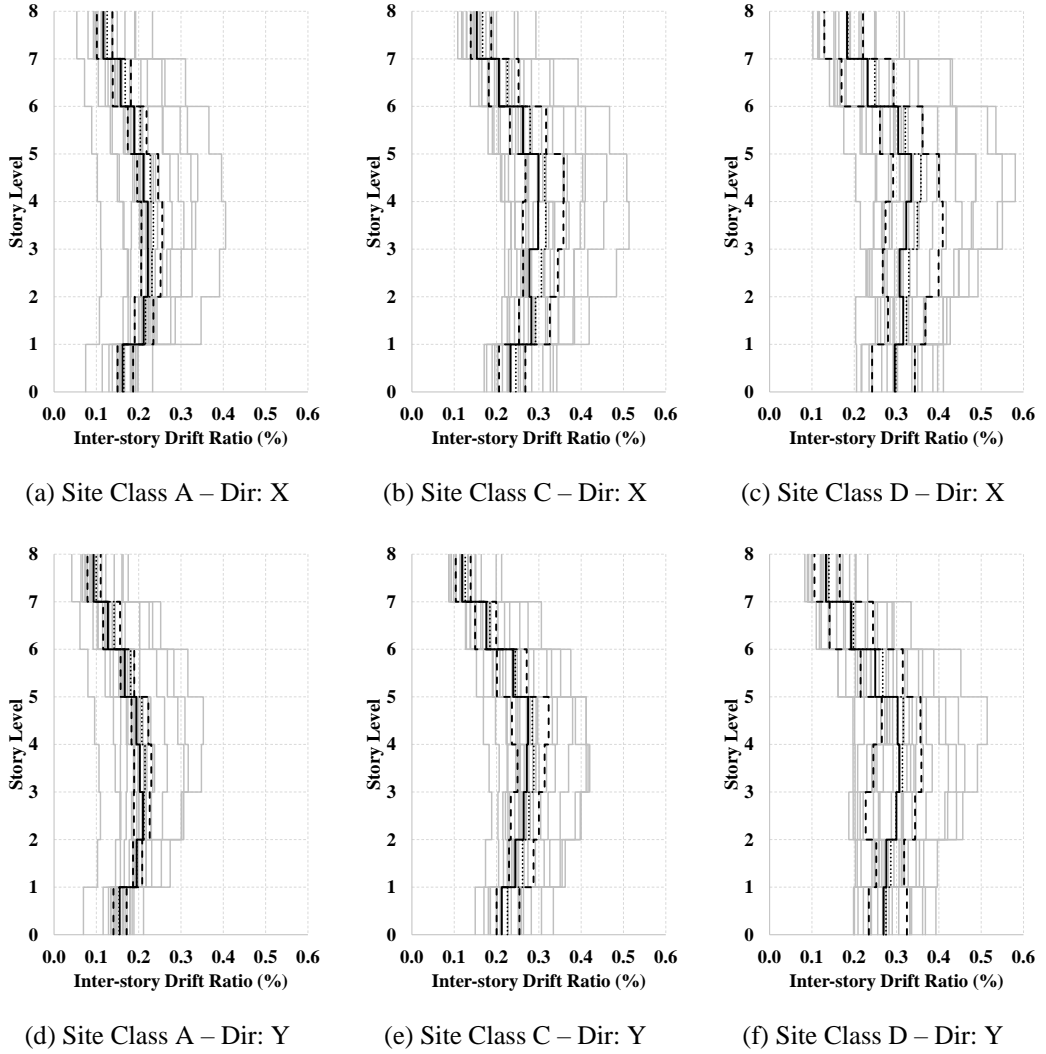 8
7
6
5
4
3
2
1
0
Story Level
0.0 0.1 0.2 0.3 0.4 0.5 0.6
Inter-story Drift Ratio (%)
(a) Site Class A – Dir: X
8
7
6
5
4
3
2
1
0
Story Level
0.0 0.1 0.2 0.3 0.4 0.5 0.6
Inter-story Drift Ratio (%)
(b) Site Class C – Dir: X
8
7
6
5
4
3
2
1
0
Story Level
0.0 0.1 0.2 0.3 0.4 0.5 0.6
Inter-story Drift Ratio (%)
(c) Site Class D – Dir: X
8
7
6
5
4
3
2
1
0
Story Level
0.0 0.1 0.2 0.3 0.4 0.5 0.6
Inter-story Drift Ratio (%)
(d) Site Class A – Dir: Y
8
7
6
5
4
3
2
1
0
Story Level
0.0 0.1 0.2 0.3 0.4 0.5 0.6
Inter-story Drift Ratio (%)
(e) Site Class C – Dir: Y
8
7
6
5
4
3
2
1
0
Story Level
0.0 0.1 0.2 0.3 0.4 0.5 0.6
Inter-story Drift Ratio (%)
(f) Site Class D – Dir: Y